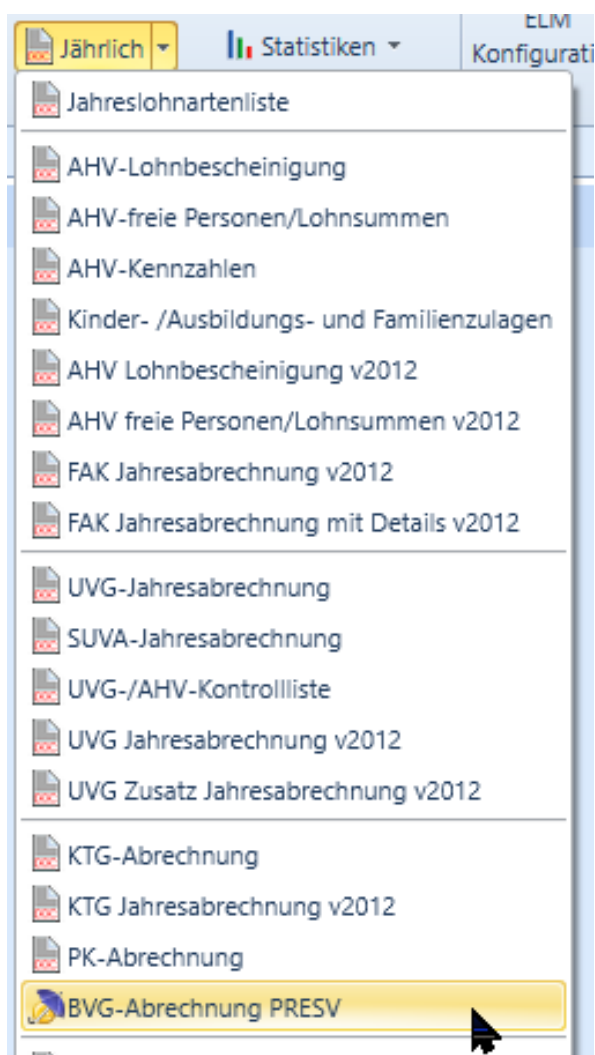 ELM
Jährlich
Statistiken
Konfigurati
Jahreslohnartenliste
AHV-Lohnbescheinigung
AHV-freie Personen/Lohnsummen
AHV-Kennzahlen
Kinder- /Ausbildungs- und Familienzulagen
AHV Lohnbescheinigung v2012
AHV freie Personen/Lohnsummen v2012
FAK Jahresabrechnung v2012
FAK Jahresabrechnung mit Details v2012
UVG-Jahresabrechnung
SUVA-Jahresabrechnung
UVG-/AHV-Kontrollliste
UVG Jahresabrechnung v2012
UVG Zusatz Jahresabrechnung v2012
KTG-Abrechnung
KTG Jahresabrechnung v2012
PK-Abrechnung
BVG-Abrechnung PRESV